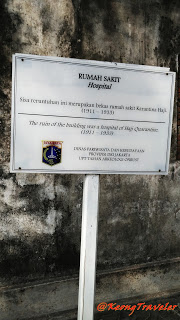 RUMAH SAKIT
Hospital
Sisa reruntuhan ini merupakan bekas rumah sakit Karantina Haji.
(1911 - 1933)
The ruin of the building was a hospital of Hajj Quarantine.
(1911 - 1933)
DINAS PARIWISATA DAN KEBUDAYAAN
PROVINSI DKI JAKARTA
UPT TAMAN ARKEOLOGI ONRUST
@KeongTraveler